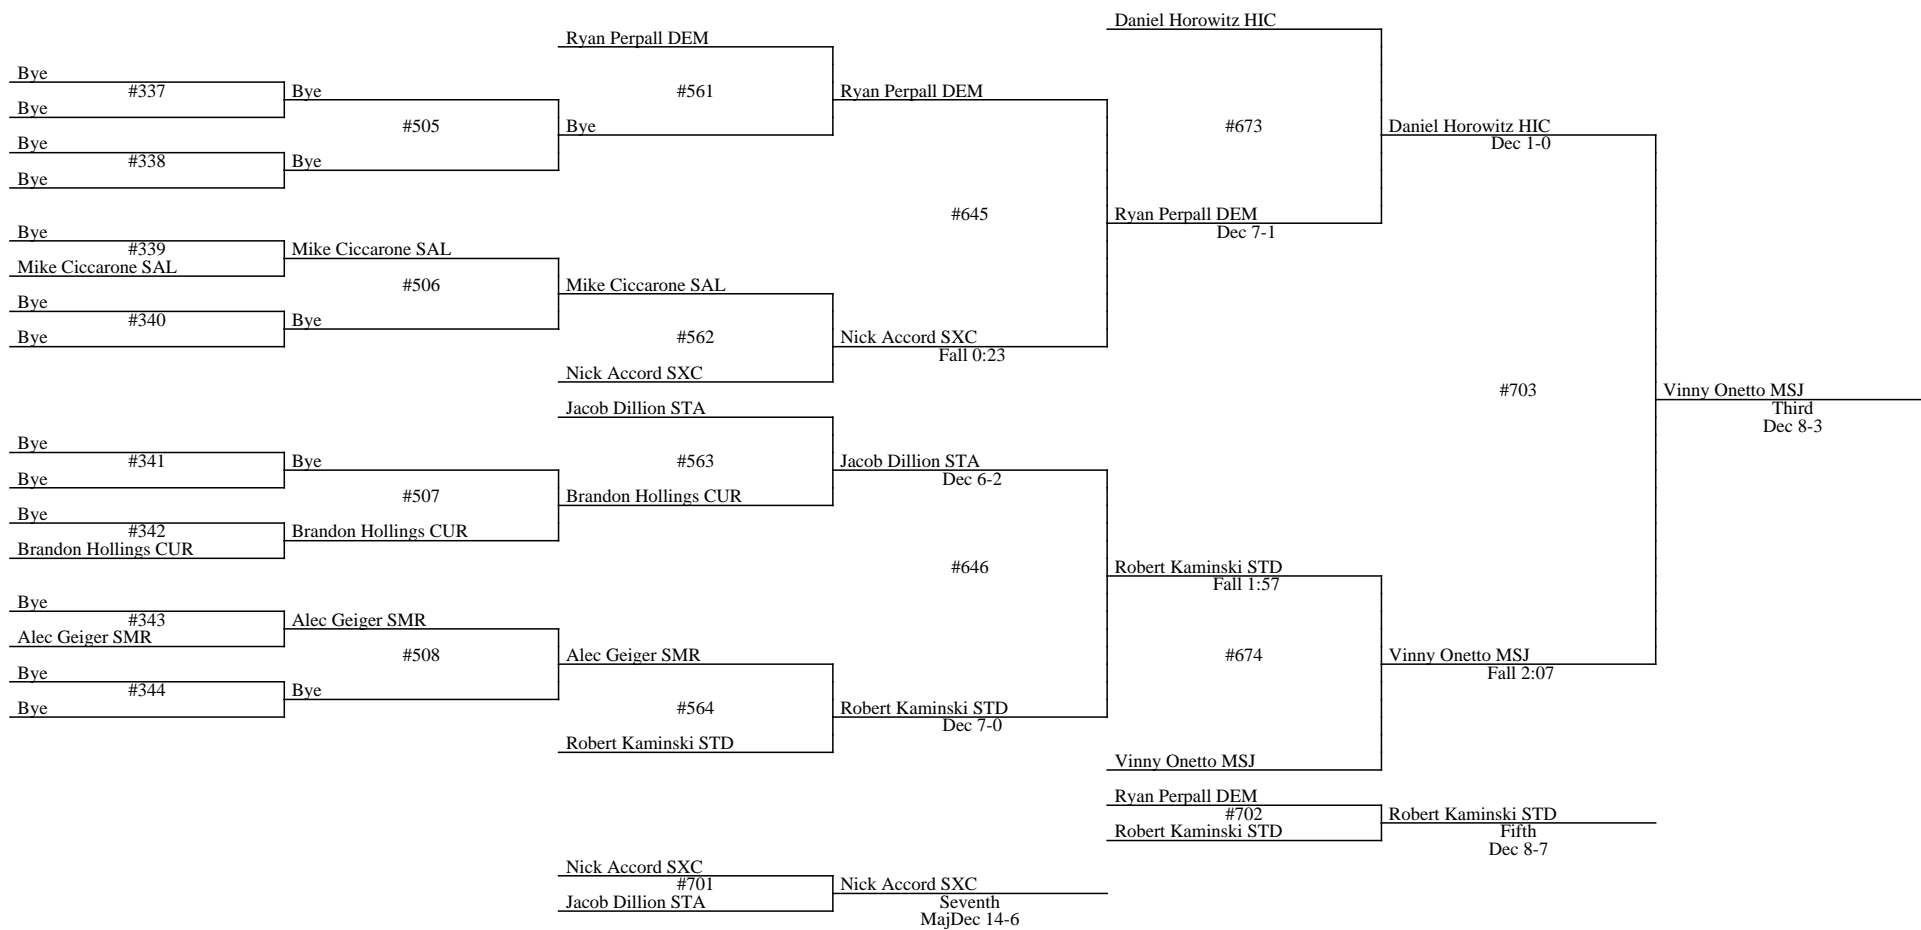 Daniel Horowitz HIC
Ryan Perpall DEM
Bye
#337
Bye
#561
Ryan Perpall DEM
Bye
#505
Bye
#673
Daniel Horowitz HIC
Dec 1-0
Bye
#338
Bye
Bye
#645
Ryan Perpall DEM
Dec 7-1
Bye
#339
Mike Ciccarone SAL
Mike Ciccarone SAL
#506
Mike Ciccarone SAL
Bye
#340
Bye
Bye
#562
Nick Accord SXC
Fall 0:23
Nick Accord SXC
#703
Vinny Onetto MSJ
Third
Dec 8-3
Jacob Dillion STA
Bye
#341
Bye
#563
Jacob Dillion STA
Dec 6-2
Bye
#507
Brandon Hollings CUR
Bye
#342
Brandon Hollings CUR
Brandon Hollings CUR
#646
Robert Kaminski STD
Fall 1:57
Bye
#343
Alec Geiger SMR
Alec Geiger SMR
#508
Alec Geiger SMR
#674
Vinny Onetto MSJ
Fall 2:07
Bye
#344
Bye
Bye
#564
Robert Kaminski STD
Dec 7-0
Robert Kaminski STD
Vinny Onetto MSJ
Ryan Perpall DEM
#702
Robert Kaminski STD
Robert Kaminski STD
Fifth
Dec 8-7
Nick Accord SXC
#701
Jacob Dillion STA
Nick Accord SXC
Seventh
MajDec 14-6